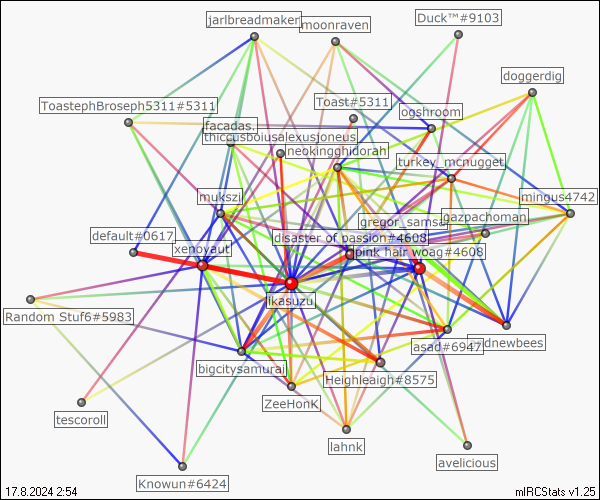 jarlbreadmaker
moonraven
Duck™#9103
doggerdig
ToastephBroseph5311#5311
Toast#5311
ogshroom
facadas.
thiccusboiusalexusjoneus
neokingghidorah
turkey_mcnugget
mukszi
mingus4742
gregor_samsa
gazpachoman
default#0617
xenoyaut
disaster of passion#4608
pink hair woag#4608
likasuzu
Random Stuf6#5983
asad#6947
dnewbees
bigcitysamurai
Heighleaigh#8575
ZeeHonK
tescoroll
lahnk
avelicious
Knowun#6424
17.8.2024 2:54
mIRCStats v1.25